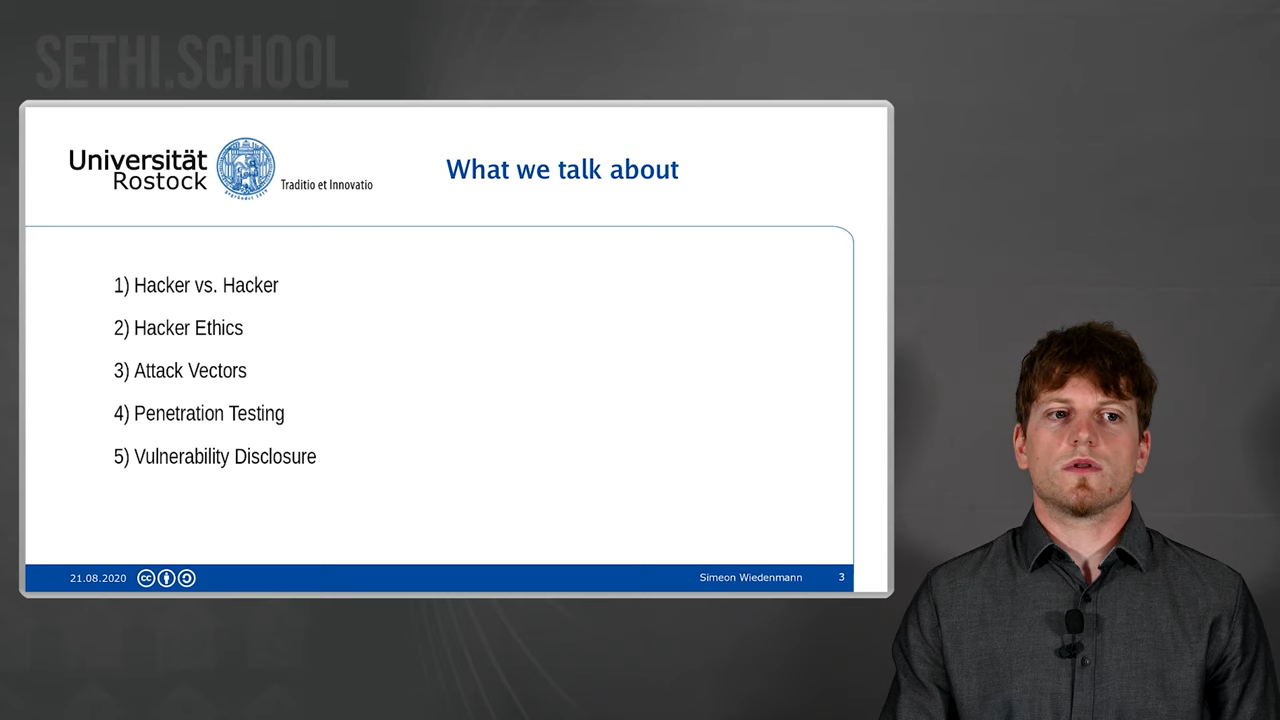 SETHI.SCHOOL
Universität
Rostock
Traditio et Innovatio
What we talk about
1) Hacker vs. Hacker
2) Hacker Ethics
3) Attack Vectors
4) Penetration Testing
5) Vulnerability Disclosure
21.08.2020
Simeon Wiedenmann 3